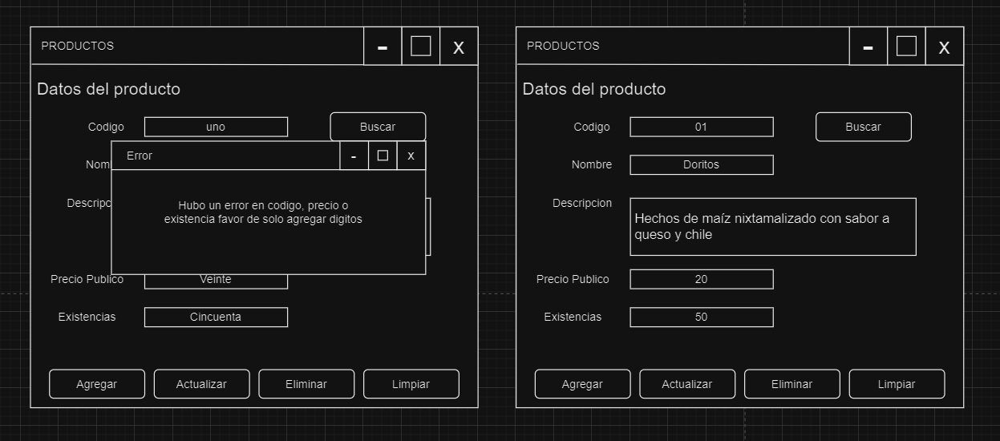 PRODUCTOS
- X
Datos del producto
Codigo uno Buscar
Error - x
Nom
Descripc
Hubo un error en codigo, precio o
existencia favor de solo agregar digitos
Precio Publico Veinte
Existencias Cincuenta
Agregar Actualizar Eliminar Limpiar
PRODUCTOS
- X
Datos del producto
Codigo 01 Buscar
Nombre Doritos
Descripcion
Hechos de maíz nixtamalizado con sabor a
queso y chile
Precio Publico 20
Existencias 50
Agregar Actualizar Eliminar Limpiar